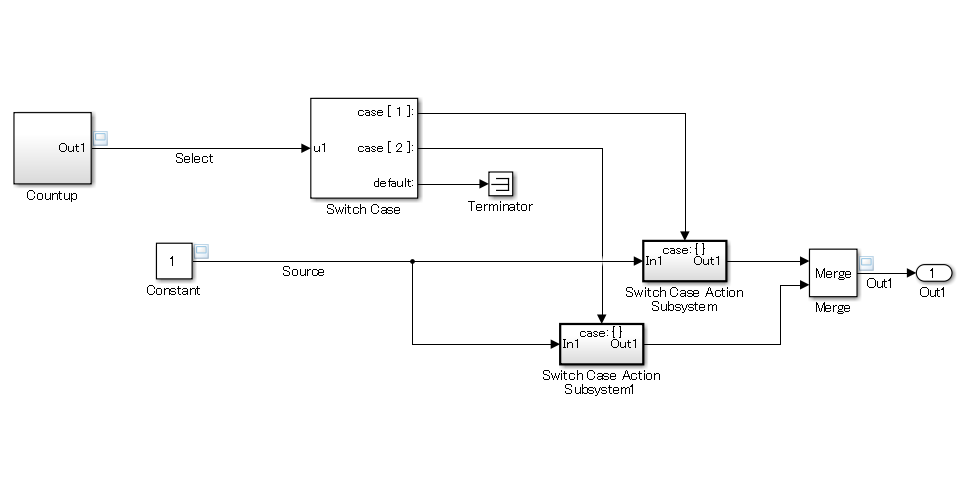 Out1
Countup
Select
u1
case [ 1 ]:
case [ 2 ]:
default:
Switch Case
Terminator
1
Constant
Source
case: { }
In1
Out1
Switch Case Action
Subsystem
case: { }
In1
Out1
Switch Case Action
Subsystem1
Merge
Merge
Out1
1
Out1